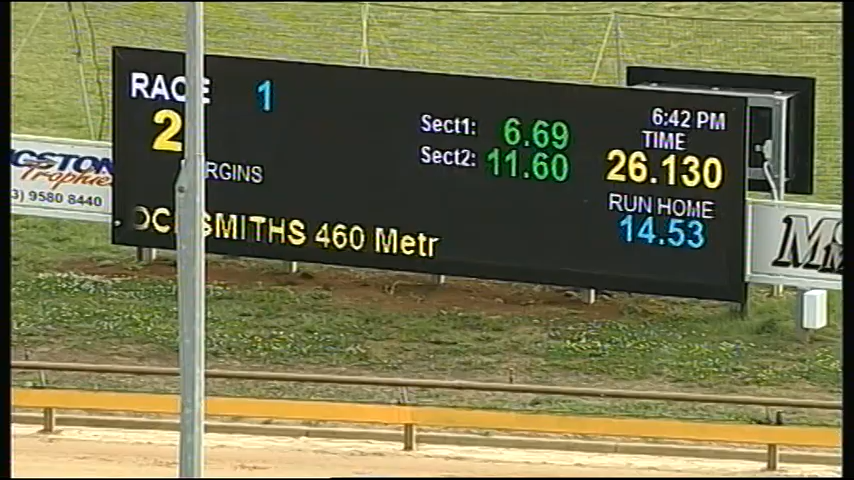 RACE 1
2
Sect1: 6.69
Sect2: 11.60
6:42 PM
TIME
26.130
RUN HOME
14.53
RGINS
OCKSMITHS 460 Metr
GSTON
Trophie
3) 9580 8440